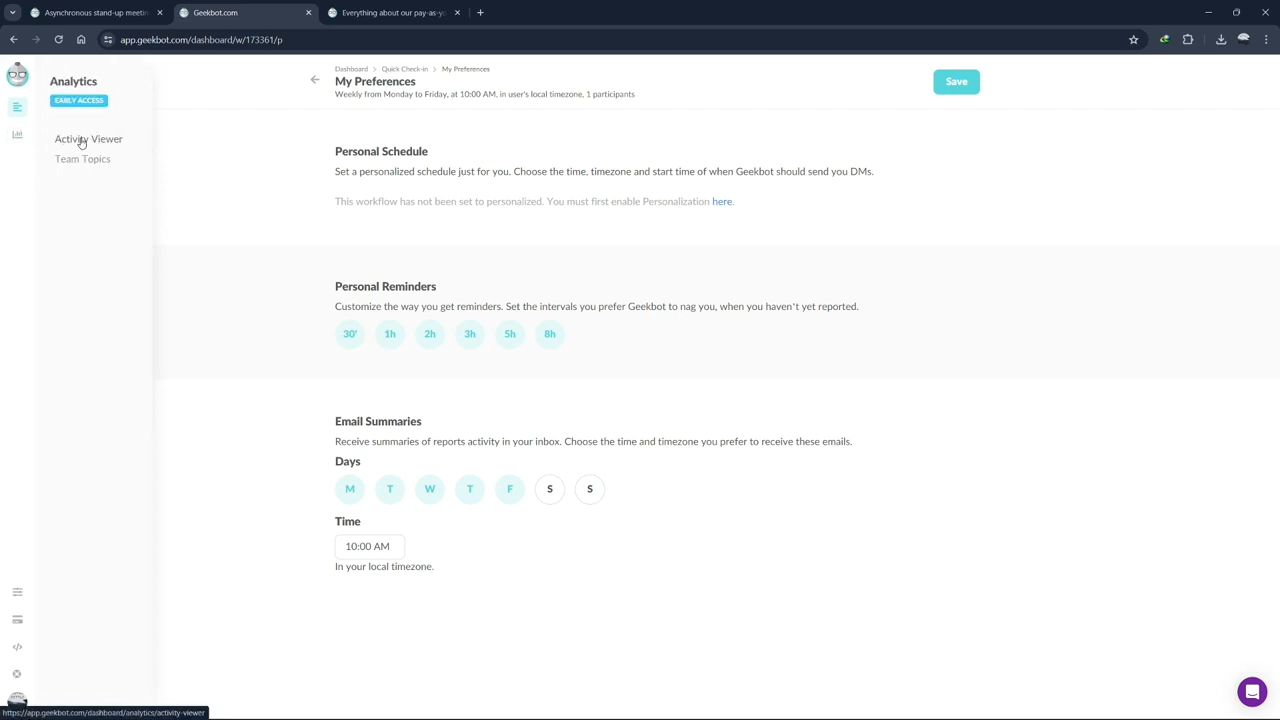 Asynchronous stand-up meeti
Geekbot.com
Everything about our pay-as-y
app.geekbot.com/dashboard/w/173361/p
Analytics
EARLY ACCESS
Activity Viewer
Team Topics
Dashboard > Quick Check-in > My Preferences
My Preferences
Weekly from Monday to Friday, at 10:00 AM, in user's local timezone, 1 participants
Save
Personal Schedule
Set a personalized schedule just for you. Choose the time, timezone and start time of when Geekbot should send you DMs.
This workflow has not been set to personalized. You must first enable Personalization here.
Personal Reminders
Customize the way you get reminders. Set the intervals you prefer Geekbot to nag you, when you haven't yet reported.
30' 1h 2h 3h 5h 8h
Email Summaries
Receive summaries of reports activity in your inbox. Choose the time and timezone you prefer to receive these emails.
Days
M T W T F S S
Time
10:00 AM
In your local timezone.
https://app.geekbot.com/dashboard/analytics/activity-viewer